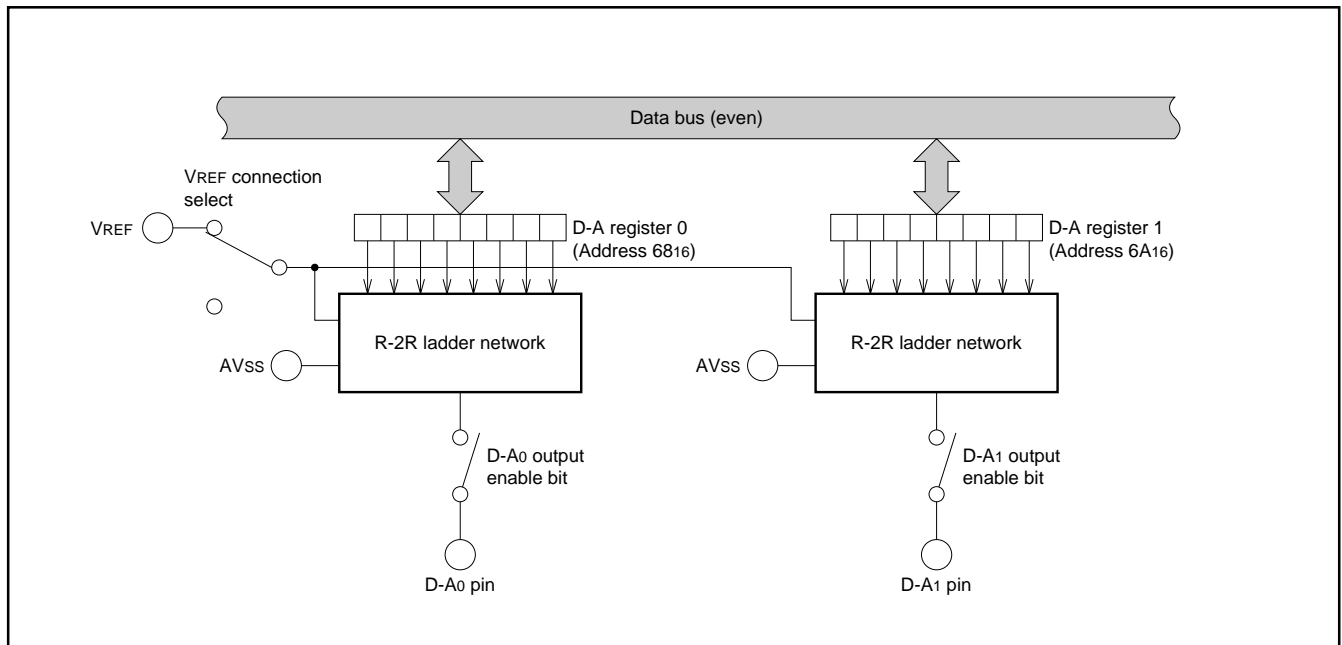 Data bus (even)
VREF connection
select
VREF
D-A register 0
(Address 6816)
D-A register 1
(Address 6A16)
R-2R ladder network
R-2R ladder network
AVSS
AVSS
D-A0 output
enable bit
D-A1 output
enable bit
D-A0 pin
D-A1 pin